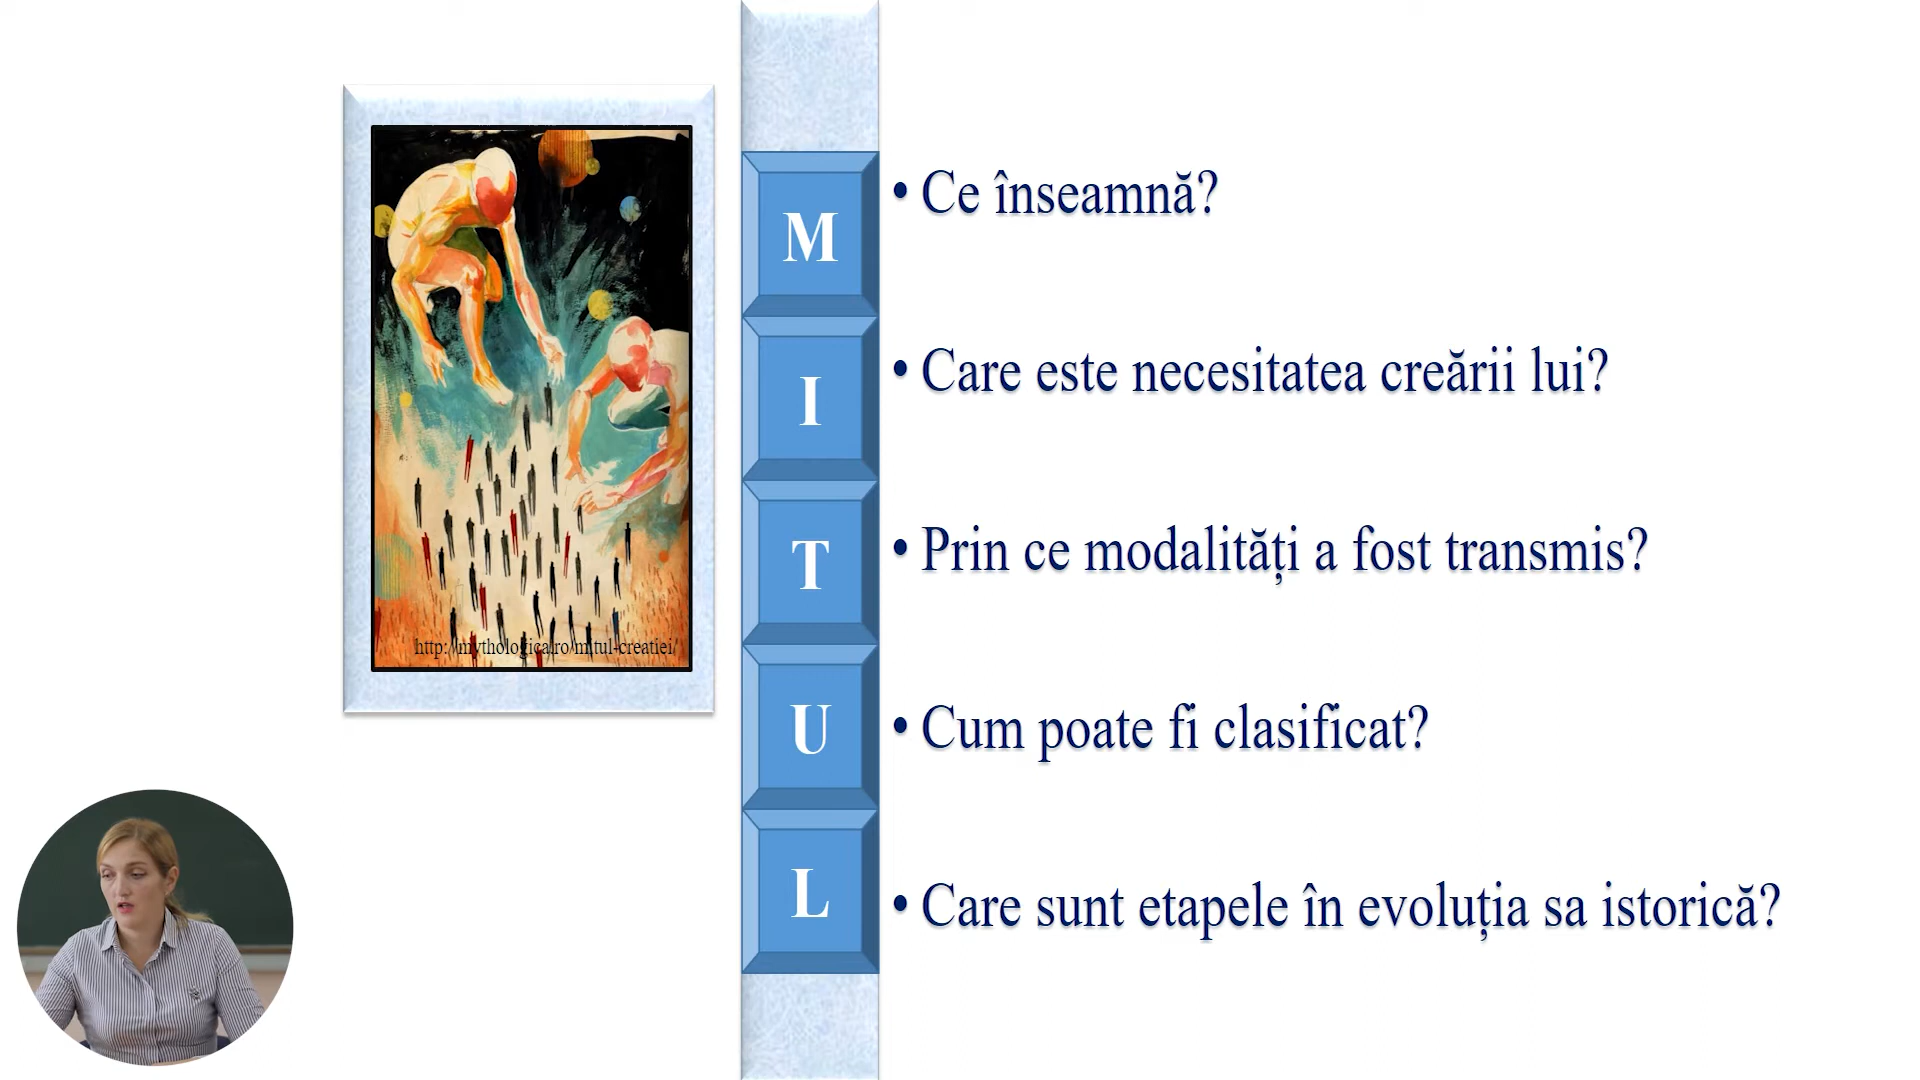 M
I
T
U
L
• Ce înseamnă?
• Care este necesitatea creării lui?
• Prin ce modalități a fost transmis?
• Cum poate fi clasificat?
• Care sunt etapele în evoluția sa istorică?
http://mythologica.ro/mitul-creatiei/